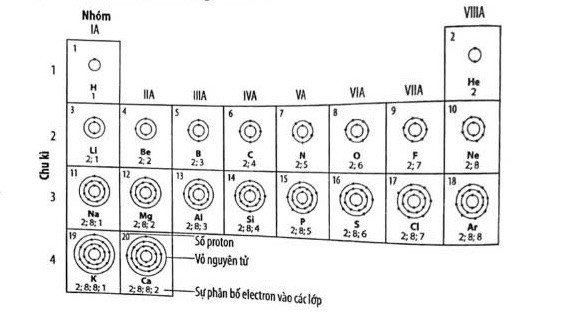 Nhóm
IA
VIIIA
IIA IIIA IVA VA VIA VIIA
Chu kì
1
1
H
1
2
He
2
2
3
Li
2; 1
4
Be
2; 2
5
B
2; 3
6
C
2; 4
7
N
2; 5
8
O
2; 6
9
F
2; 7
10
Ne
2; 8
3
11
Na
2; 8; 1
12
Mg
2; 8; 2
13
Al
2; 8; 3
14
Si
2; 8; 4
15
P
2; 8; 5
16
S
2; 8; 6
17
Cl
2; 8; 7
18
Ar
2; 8; 8
4
19
K
2; 8; 8; 1
20
Ca
2; 8; 8; 2
Số proton
Vỏ nguyên tử
Sự phân bố electron vào các lớp